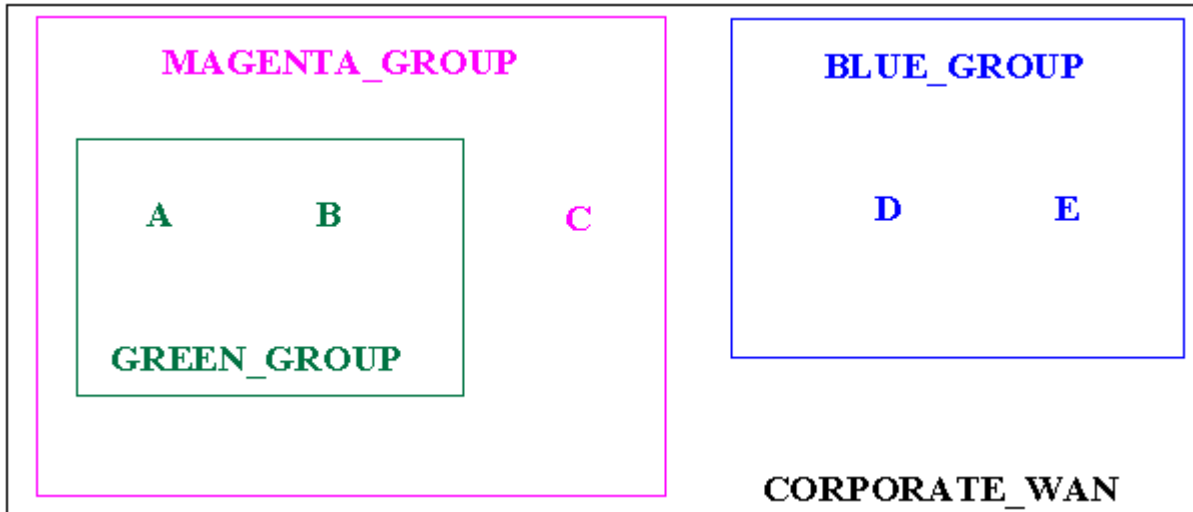 MAGENTA_GROUP
BLUE_GROUP
A B C D E
GREEN_GROUP
CORPORATE_WAN